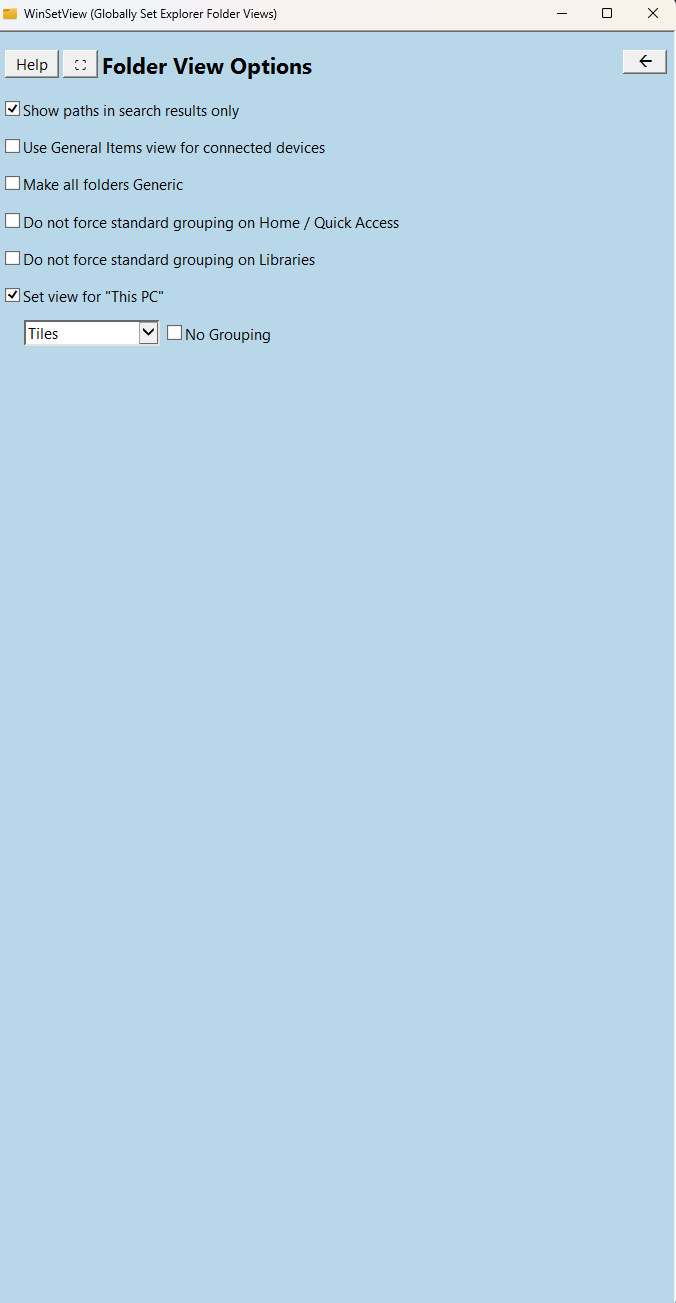 WinSetView (Globally Set Explorer Folder Views)
Help Folder View Options
Show paths in search results only
Use General Items view for connected devices
Make all folders Generic
Do not force standard grouping on Home / Quick Access
Do not force standard grouping on Libraries
Set view for "This PC"
Tiles No Grouping